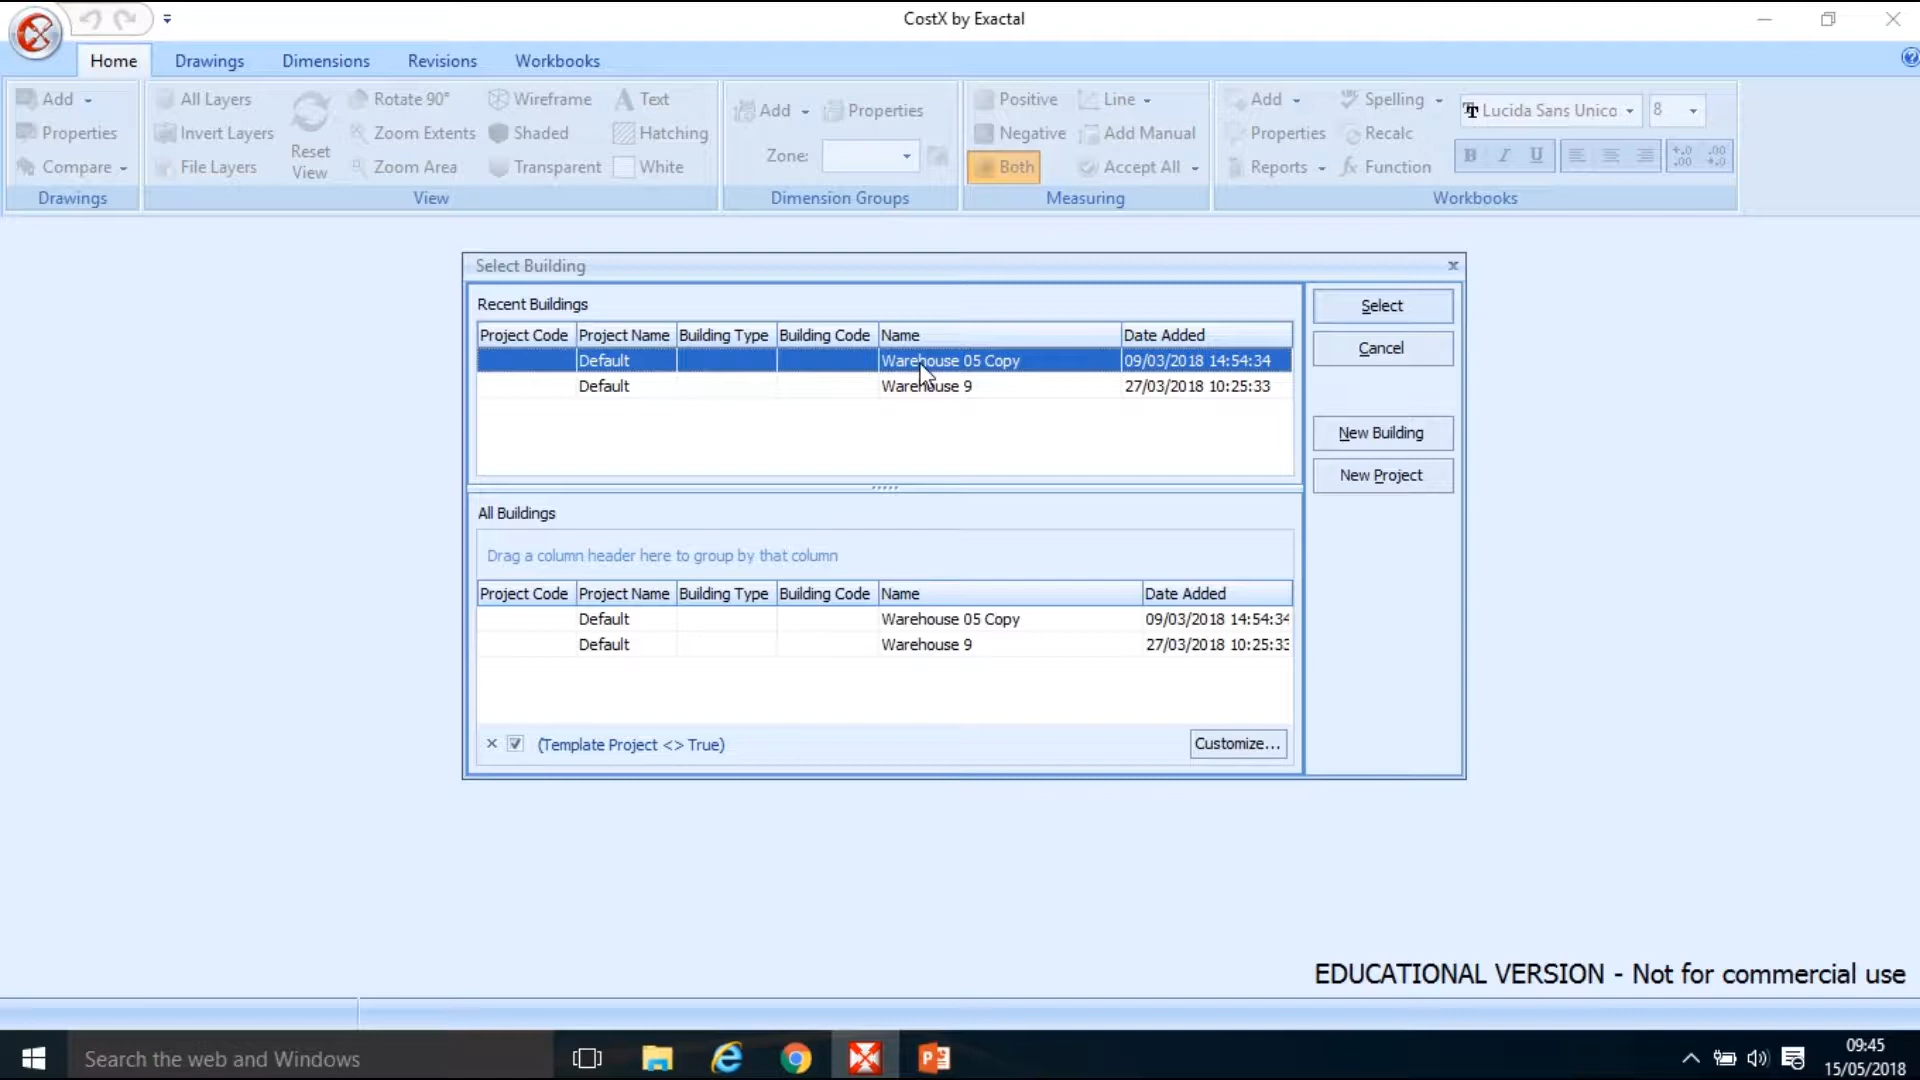 CostX by Exactal
Home Drawings Dimensions Revisions Workbooks
Add All Layers Rotate 90° Wireframe Text Add Properties Positive Line Add Spelling Lucida Sans Unico 8
Properties Invert Layers Zoom Extents Shaded Hatching Negative Add Manual Properties Recalc
Reset View
Zone:
B I U
Compare File Layers Zoom Area Transparent White Both Accept All Reports fx Function
Drawings View Dimension Groups Measuring Workbooks
Select Building x
Recent Buildings
Select
Project Code Project Name Building Type Building Code Name Date Added
Default Warehouse 05 Copy 09/03/2018 14:54:34
Cancel
Default Warehouse 9 27/03/2018 10:25:33
New Building
New Project
All Buildings
Drag a column header here to group by that column
Project Code Project Name Building Type Building Code Name Date Added
Default Warehouse 05 Copy 09/03/2018 14:54:34
Default Warehouse 9 27/03/2018 10:25:33
(Template Project <> True) Customize...
EDUCATIONAL VERSION - Not for commercial use
Search the web and Windows
09:45
15/05/2018